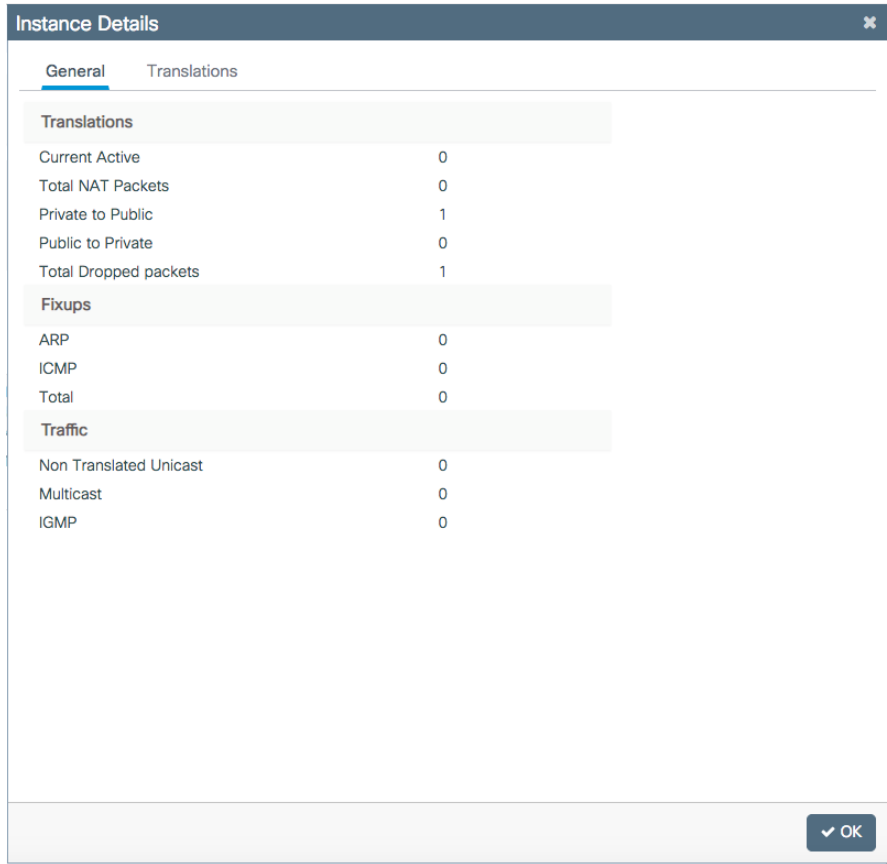 Instance Details
General Translations
Translations
Current Active 0
Total NAT Packets 0
Private to Public 1
Public to Private 0
Total Dropped packets 1
Fixups
ARP 0
ICMP 0
Total 0
Traffic
Non Translated Unicast 0
Multicast 0
IGMP 0
OK